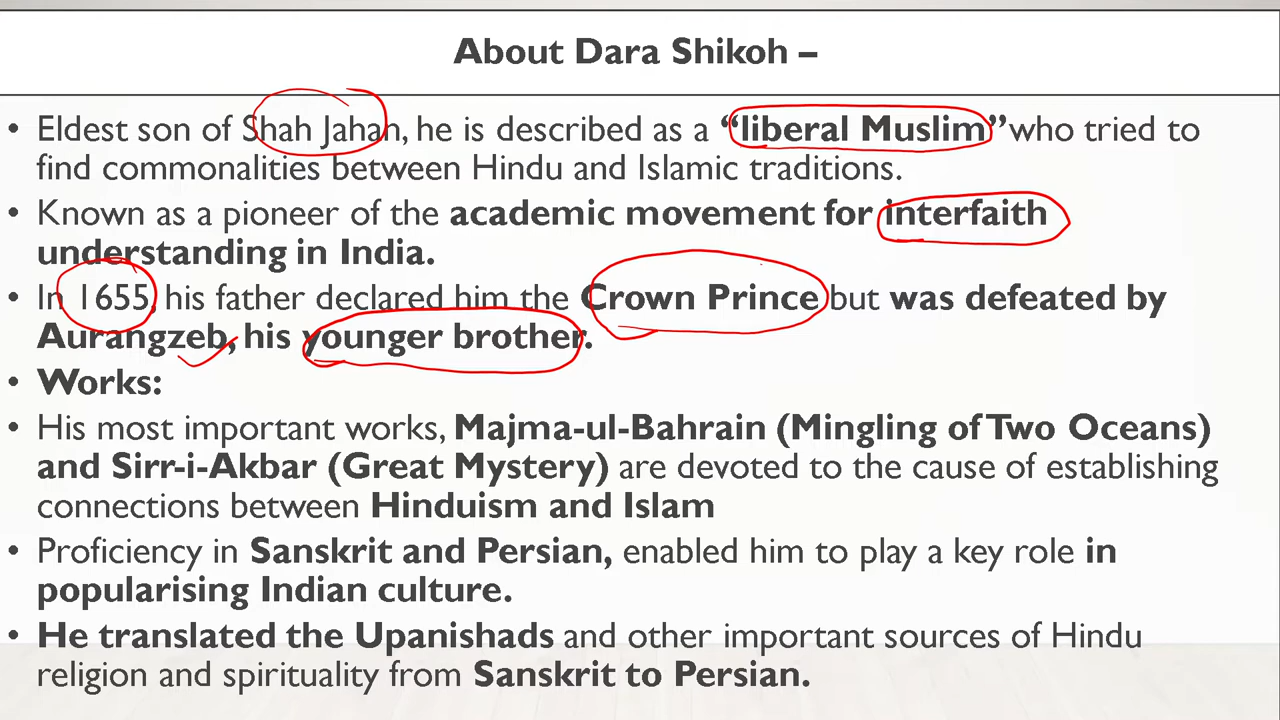 About Dara Shikoh –
• Eldest son of Shah Jahan, he is described as a “liberal Muslim” who tried to
find commonalities between Hindu and Islamic traditions.
• Known as a pioneer of the academic movement for interfaith
understanding in India.
• In 1655, his father declared him the Crown Prince but was defeated by
Aurangzeb, his younger brother.
• Works:
• His most important works, Majma-ul-Bahrain (Mingling of Two Oceans)
and Sirr-i-Akbar (Great Mystery) are devoted to the cause of establishing
connections between Hinduism and Islam
• Proficiency in Sanskrit and Persian, enabled him to play a key role in
popularising Indian culture.
• He translated the Upanishads and other important sources of Hindu
religion and spirituality from Sanskrit to Persian.